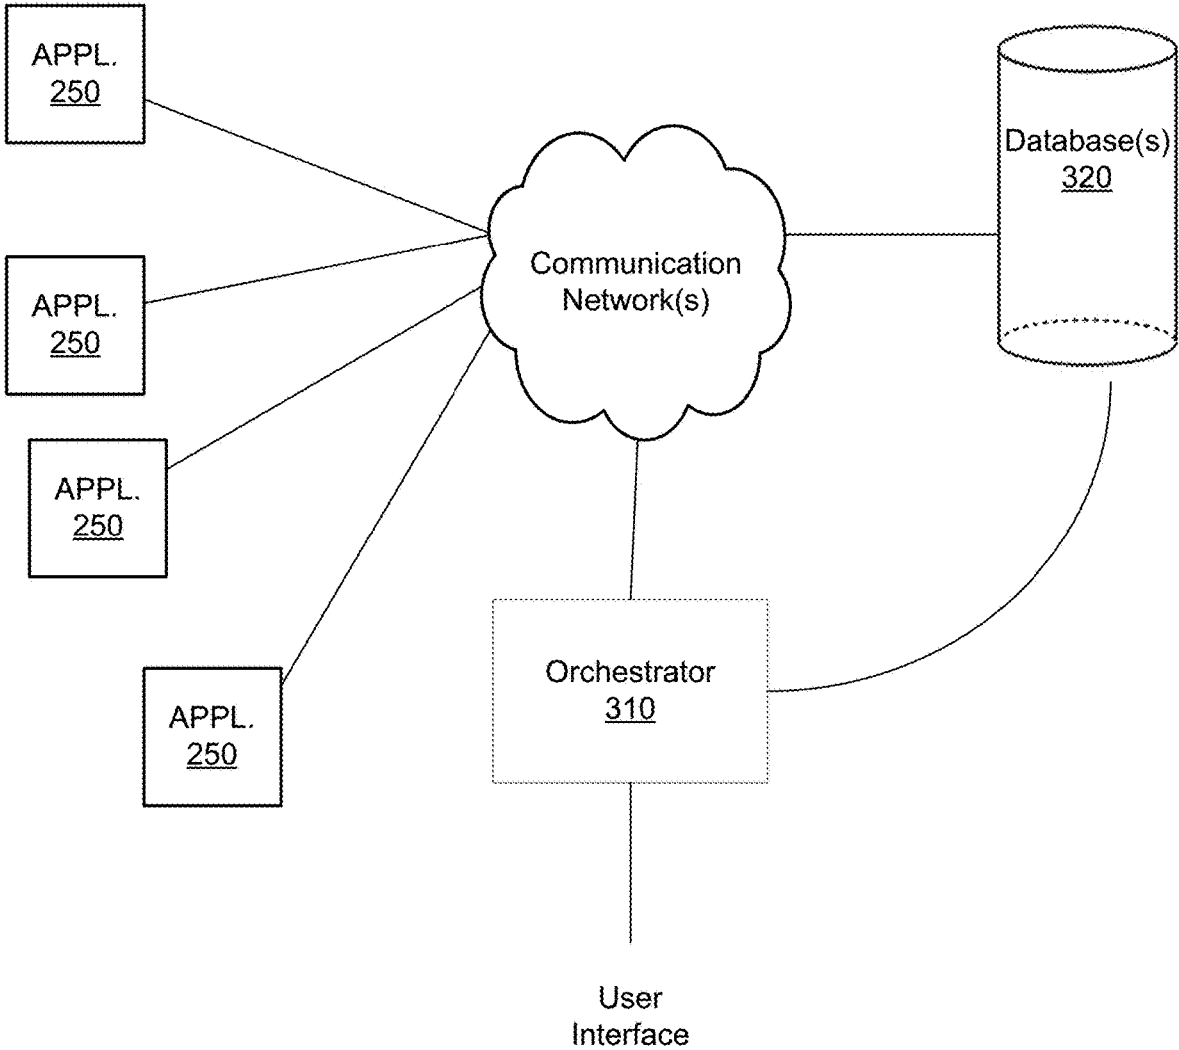 APPL.
250
Database(s)
320
Communication
Network(s)
APPL.
250
APPL.
250
Orchestrator
310
APPL.
250
User
Interface